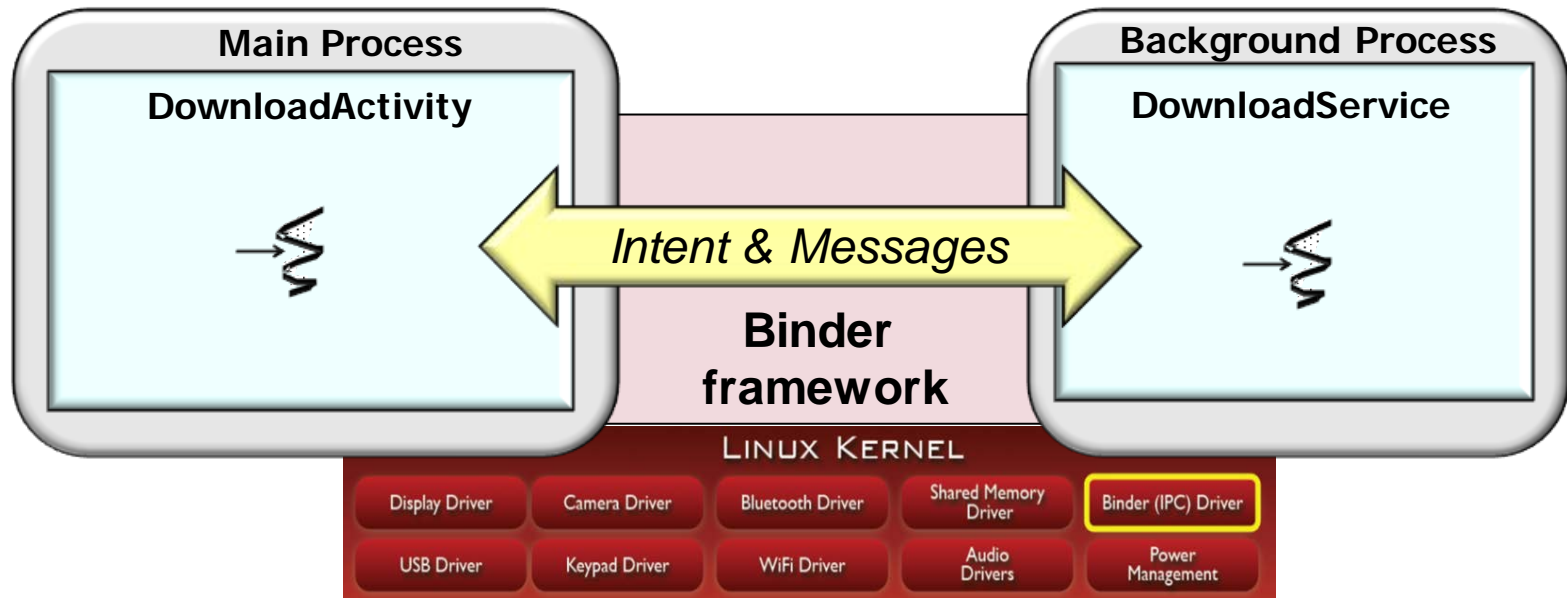 Main Process
DownloadActivity
Background Process
DownloadService
Intent & Messages
Binder
framework
LINUX KERNEL
Display Driver
Camera Driver
Bluetooth Driver
Shared Memory
Driver
Binder (IPC) Driver
USB Driver
Keypad Driver
WiFi Driver
Audio
Drivers
Power
Management